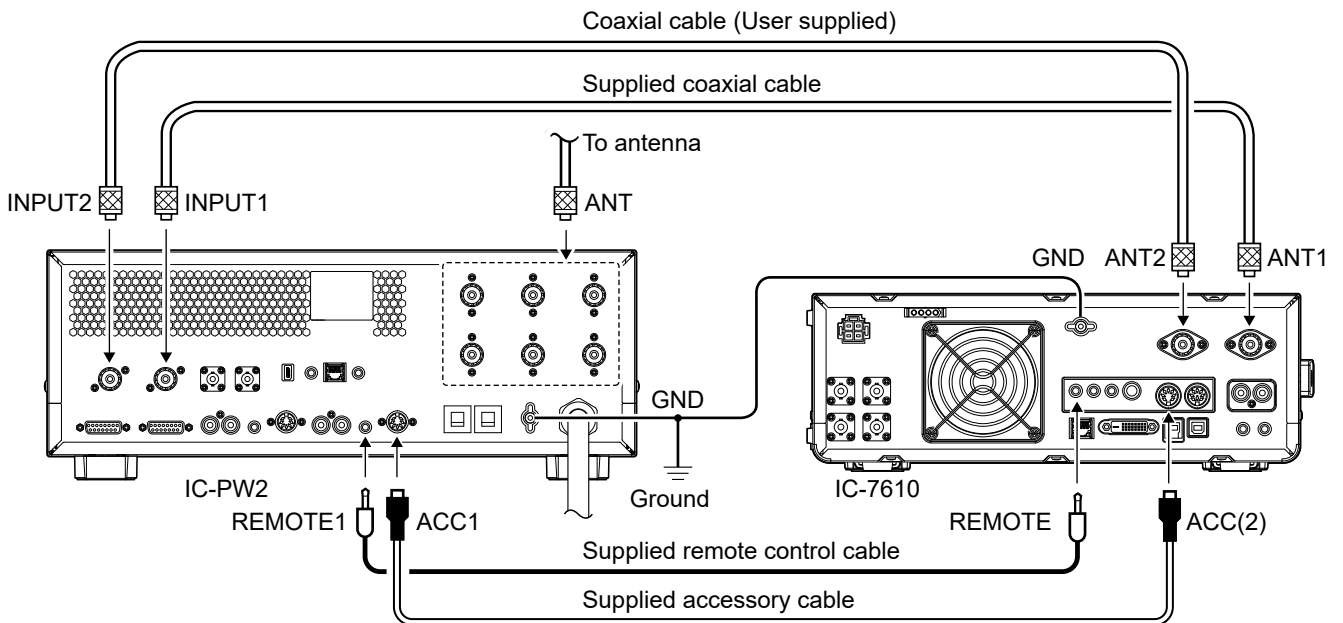 Coaxial cable (User supplied)
Supplied coaxial cable
To antenna
INPUT2
INPUT1
ANT
GND
ANT2
ANT1
GND
Ground
IC-PW2
IC-7610
REMOTE1
ACC1
REMOTE
ACC(2)
Supplied remote control cable
Supplied accessory cable